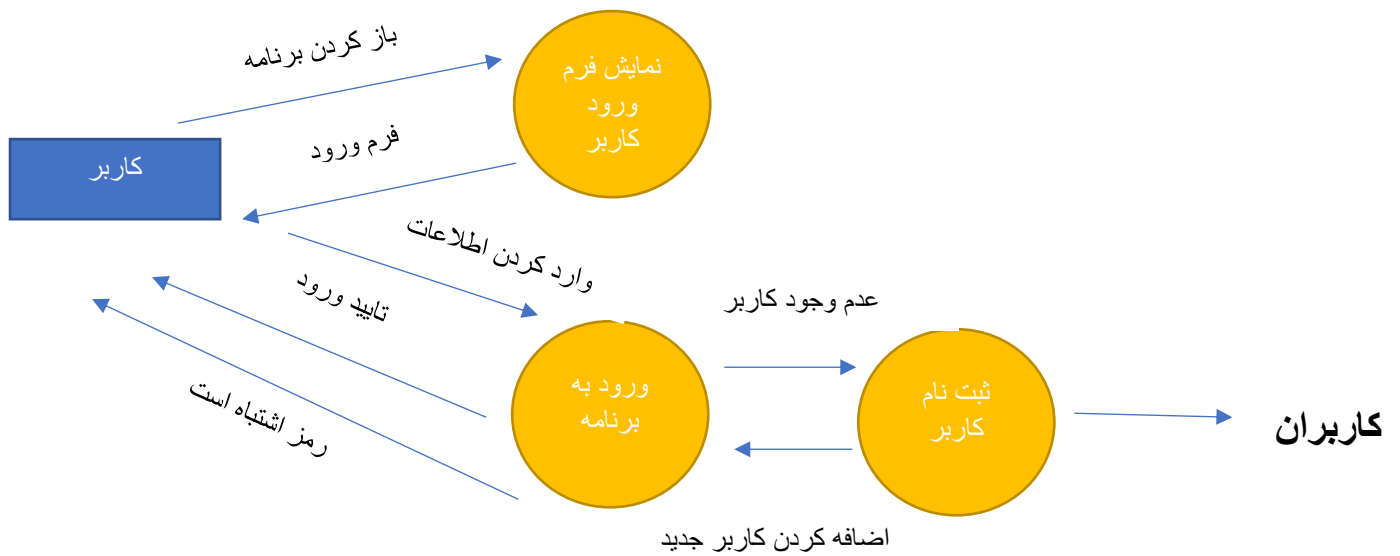 باز کردن برنامه
نمایش فرم
ورود
کاربر
فرم ورود
کاربر
وارد کردن اطلاعات
تایید ورود
عدم وجود کاربر
رمز اشتباه است
ورود به
برنامه
ثبت نام
کاربر
کاربران
اضافه کردن کاربر جدید